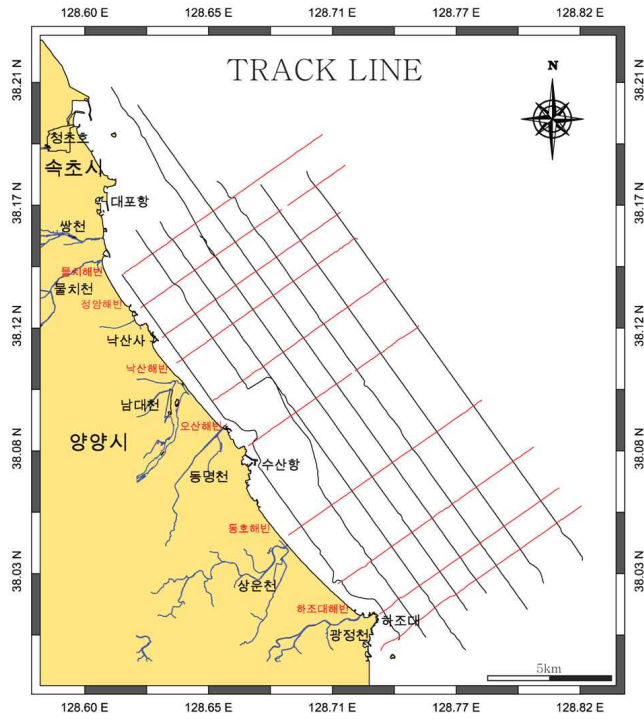 128.60 E
128.65 E
128.71 E
128.77 E
128.82 E
TRACK LINE
N
38.21 N
38.21 N
청초호
속초시
대포항
38.17 N
38.17 N
쌍천
물치해변
물치천
정암해빈
38.12 N
38.12 N
낙산사
낙산해빈
남대천
오산해빈
양양시
38.08 N
38.08 N
수산항
동명천
동호해빈
38.03 N
38.03 N
상운천
하조대해빈
하조대
광정천
5km
128.60 E
128.65 E
128.71 E
128.77 E
128.82 E